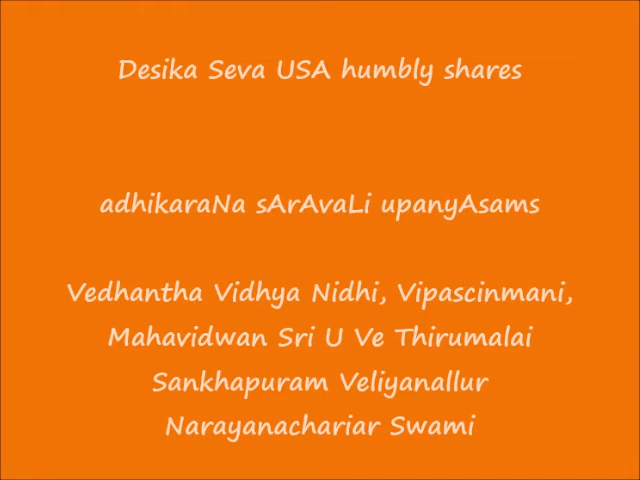 Desika Seva USA humbly shares
adhikaraNa sArAvaLi upanyAsams
Vedhantha Vidhya Nidhi, Vipascinmani,
Mahavidwan Sri U Ve Thirumalai
Sankhapuram Veliyanallur
Narayanachariar Swami